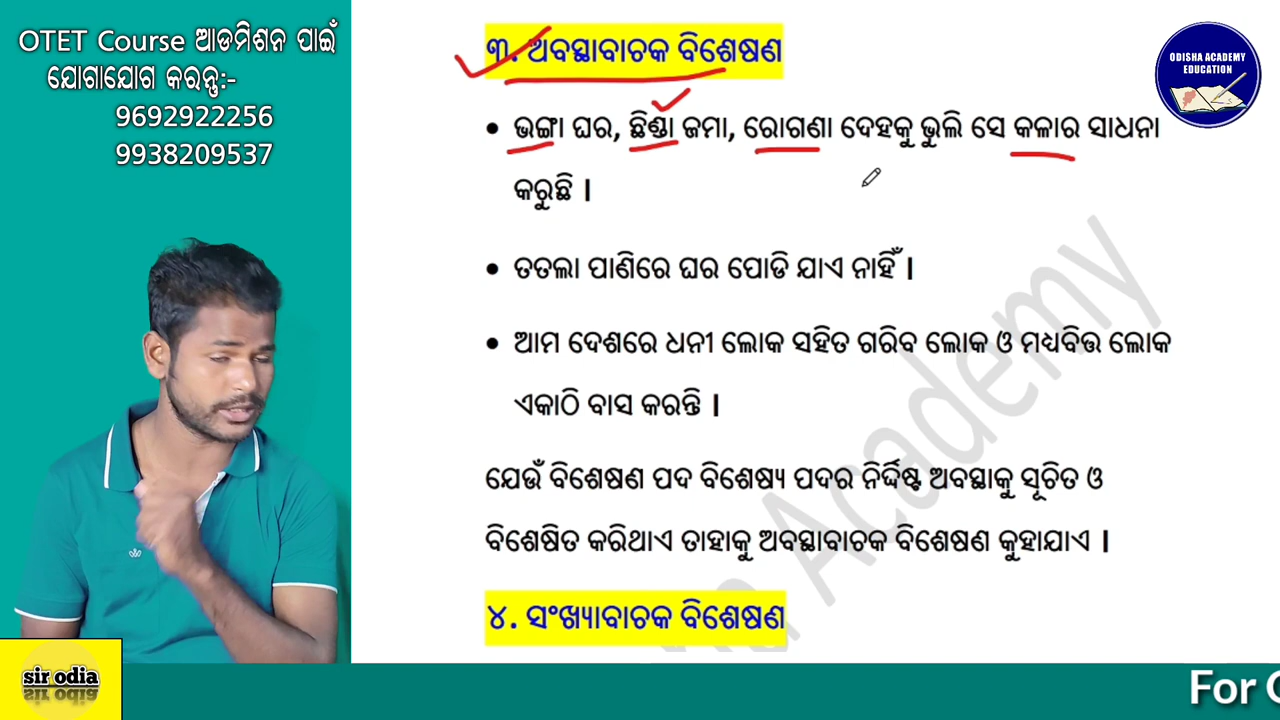 OTET Course ଆଡମିଶନ ପାଇଁ
ଯୋଗାଯୋଗ କରନ୍ତୁ:-
9692922256
9938209537
୩. ଅବସ୍ଥାବାଚକ ବିଶେଷଣ
ODISHA ACADEMY
EDUCATION
• ଭଙ୍ଗା ଘର, ଛିଣ୍ଡା ଜମା, ରୋଗଣା ଦେହକୁ ଭୁଲି ସେ କଳାର ସାଧନା
କରୁଛି ।
• ତତଲା ପାଣିରେ ଘର ପୋଡି ଯାଏ ନାହିଁ ।
• ଆମ ଦେଶରେ ଧନୀ ଲୋକ ସହିତ ଗରିବ ଲୋକ ଓ ମଧ୍ୟବିତ୍ତ ଲୋକ
ଏକାଠି ବାସ କରନ୍ତି ।
ଯେଉଁ ବିଶେଷଣ ପଦ ବିଶେଷ୍ୟ ପଦର ନିର୍ଦ୍ଦିଷ୍ଟ ଅବସ୍ଥାକୁ ସୂଚିତ ଓ
ବିଶେଷିତ କରିଥାଏ ତାହାକୁ ଅବସ୍ଥାବାଚକ ବିଶେଷଣ କୁହାଯାଏ ।
୪. ସଂଖ୍ୟାବାଚକ ବିଶେଷଣ
Academy
sir odia
For